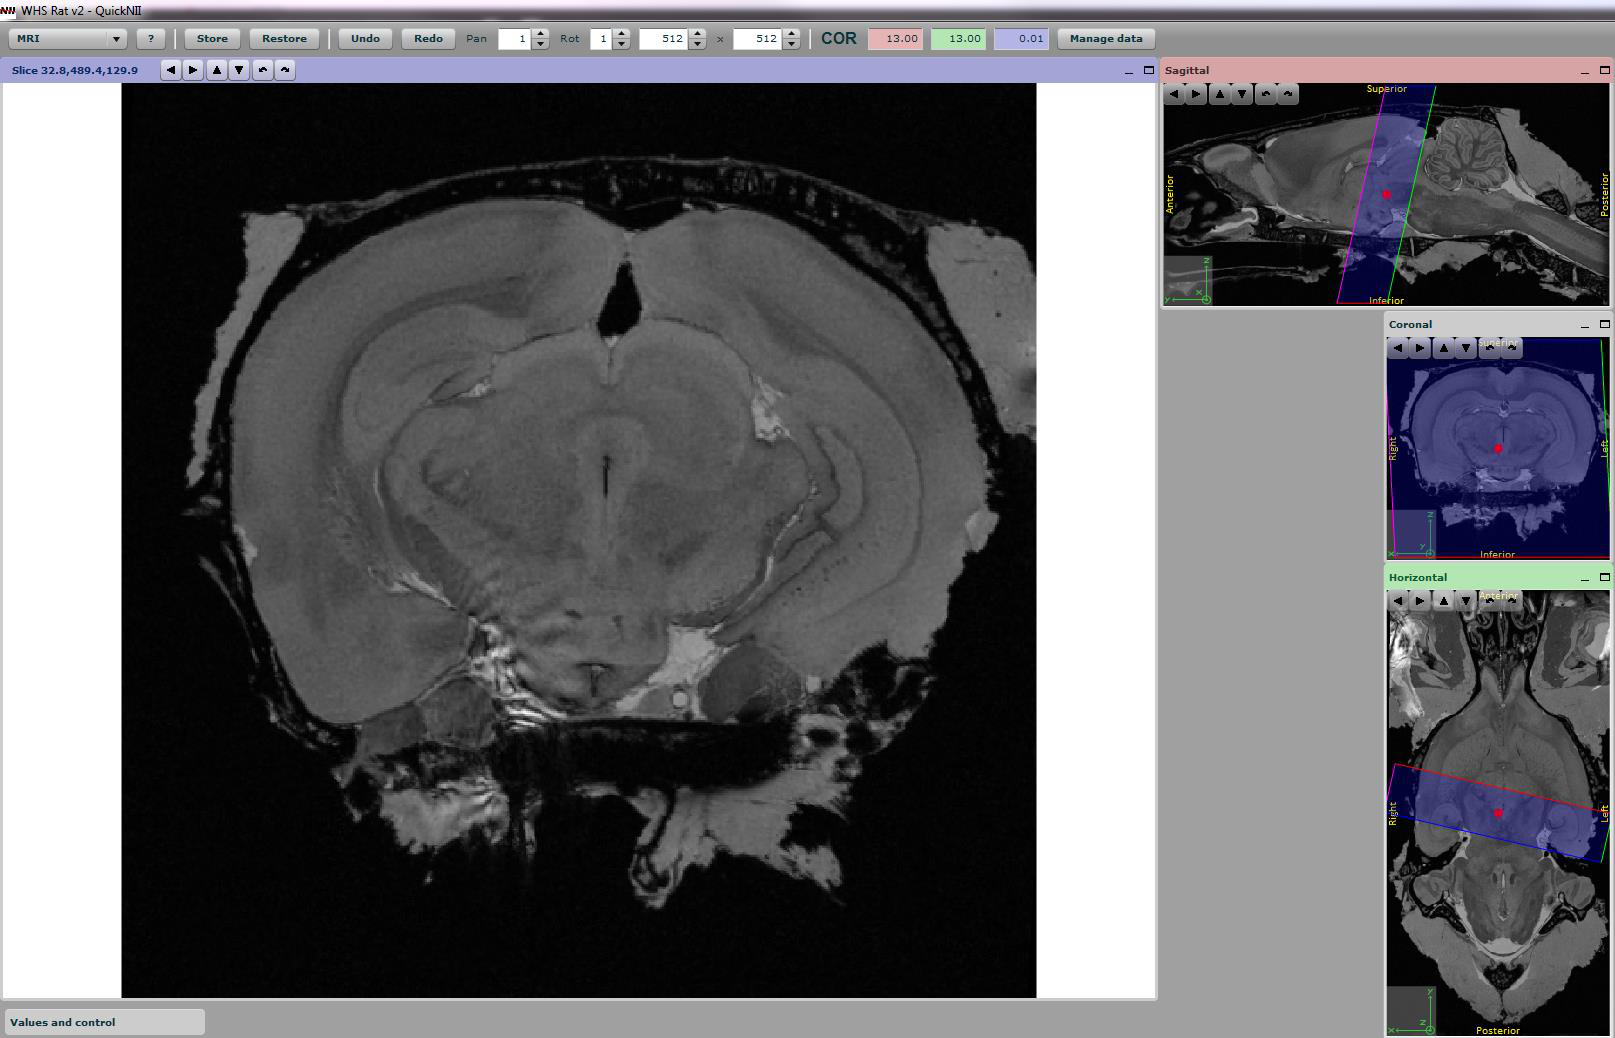 NII WHS Rat v2 - QuickNII
MRI ? Store Restore Undo Redo Pan 1 Rot 1 512 x 512 COR 13.00 13.00 0.01 Manage data
Slice 32.8,489.4,129.9
Sagittal
Superior
Anterior
Posterior
Inferior
z
x
y
Coronal
Superior
Right
Left
Inferior
z
y
x
Horizontal
Anterior
Right
Left
Posterior
y
z
x
Values and control